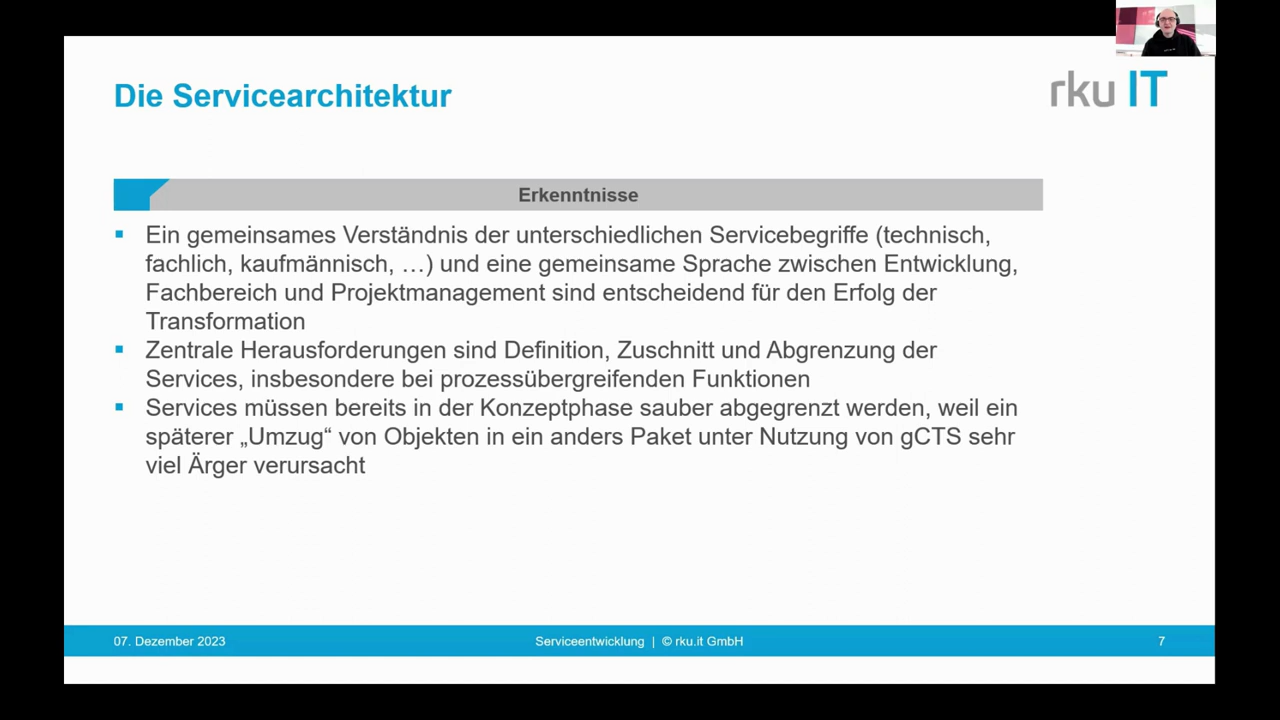 Die Servicearchitektur
rku IT
Erkenntnisse
Ein gemeinsames Verständnis der unterschiedlichen Servicebegriffe (technisch,
fachlich, kaufmännisch, …) und eine gemeinsame Sprache zwischen Entwicklung,
Fachbereich und Projektmanagement sind entscheidend für den Erfolg der
Transformation
Zentrale Herausforderungen sind Definition, Zuschnitt und Abgrenzung der
Services, insbesondere bei prozessübergreifenden Funktionen
Services müssen bereits in der Konzeptphase sauber abgegrenzt werden, weil ein
späterer „Umzug“ von Objekten in ein anders Paket unter Nutzung von gCTS sehr
viel Ärger verursacht
07. Dezember 2023
Serviceentwicklung | © rku.it GmbH
7